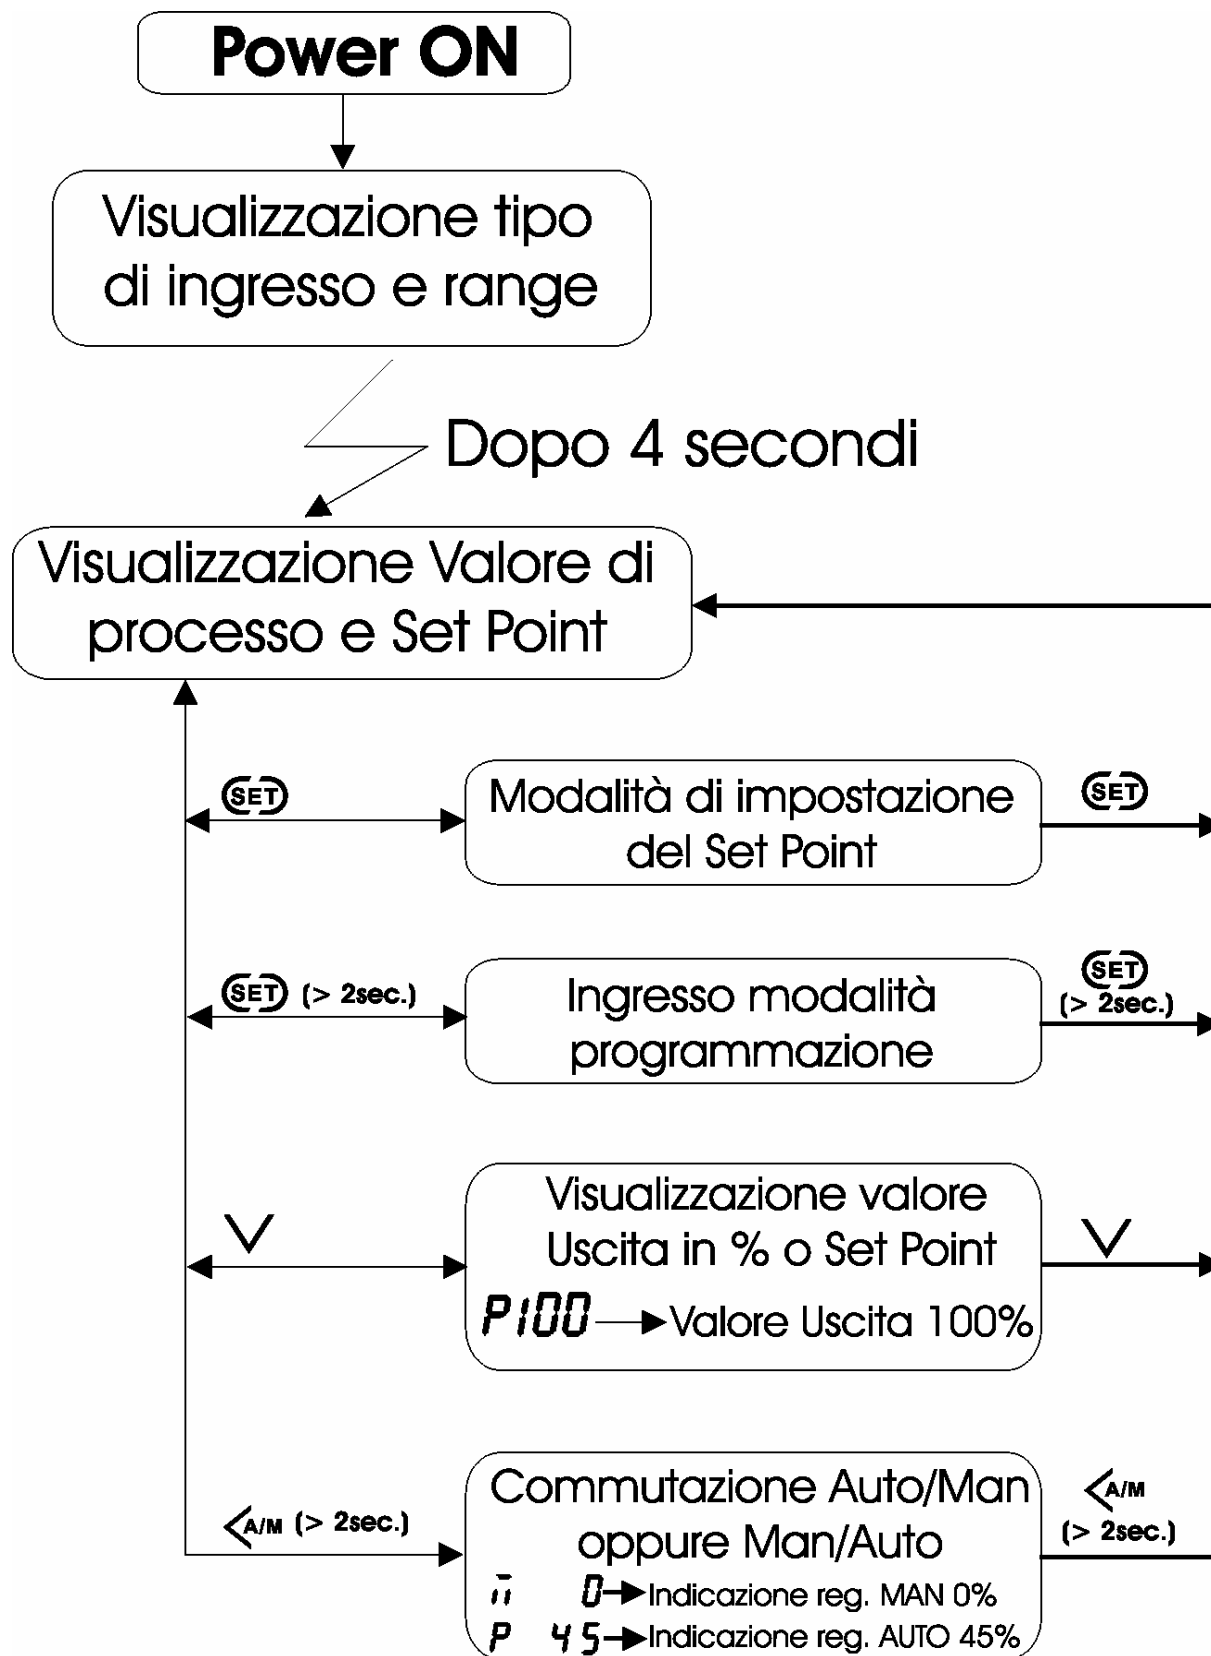 Power ON
Visualizzazione tipo
di ingresso e range
Dopo 4 secondi
Visualizzazione Valore di
processo e Set Point
SET
Modalità di impostazione
del Set Point
SET
SET (> 2sec.)
Ingresso modalità
programmazione
SET
(> 2sec.)
Visualizzazione valore
Uscita in % o Set Point
P100 Valore Uscita 100%
A/M (> 2sec.)
Commutazione Auto/Man
oppure Man/Auto
n 0 Indicazione reg. MAN 0%
P 45 Indicazione reg. AUTO 45%
A/M
(> 2sec.)